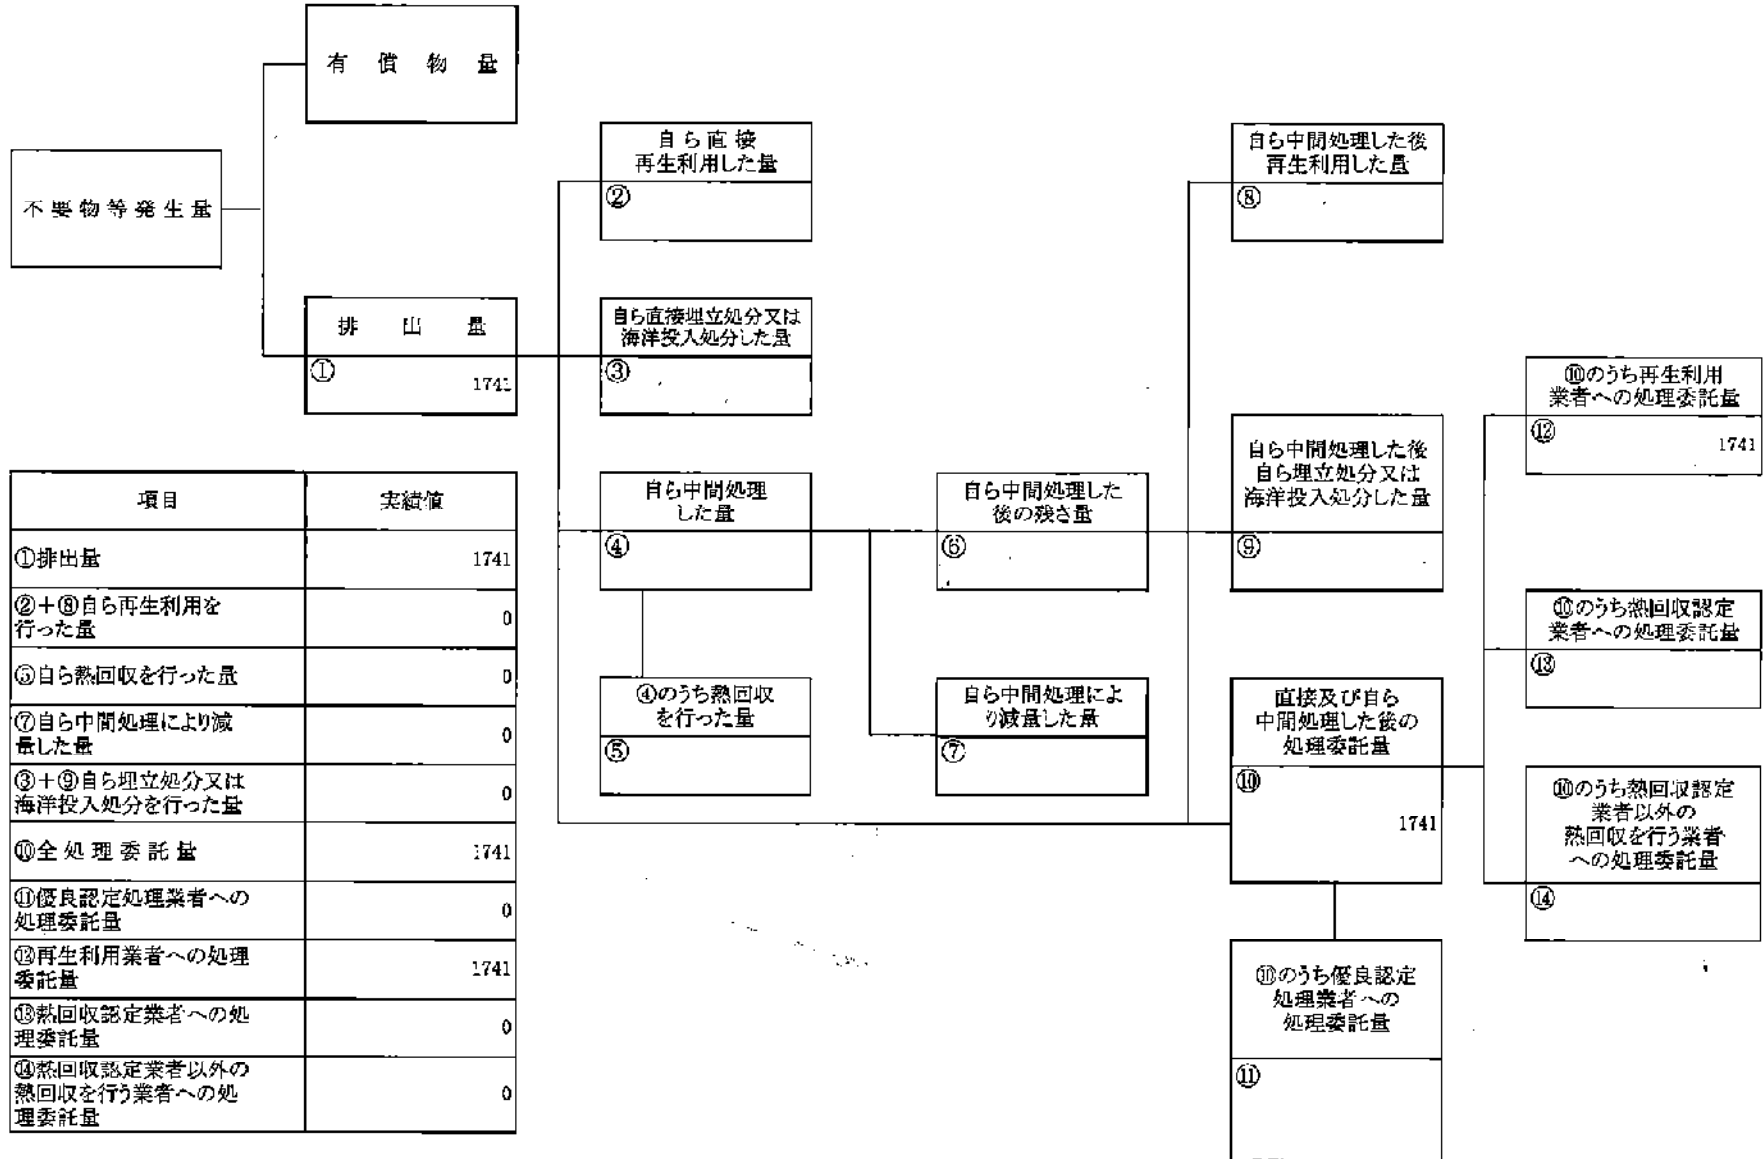 有償物量
不要物等発生量
排出量
①
1741
自ら直接
再生利用した量
②
自ら直接埋立処分又は
海洋投入処分した量
③
自ら中間処理
した量
④
④のうち熱回収
を行った量
⑤
自ら中間処理した
後の残さ量
⑥
自ら中間処理によ
り減量した量
⑦
自ら中間処理した後
再生利用した量
⑧
自ら中間処理した後
自ら埋立処分又は
海洋投入処分した量
⑨
直接及び自ら
中間処理した後の
処理委託量
⑩
1741
⑩のうち優良認定
処理業者への
処理委託量
⑪
⑩のうち再生利用
業者への処理委託量
⑫
1741
⑩のうち熱回収認定
業者への処理委託量
⑬
⑩のうち熱回収認定
業者以外の
熱回収を行う業者
への処理委託量
⑭
項目 実績値
①排出量 1741
②+⑧自ら再生利用を
行った量 0
⑤自ら熱回収を行った量 0
⑦自ら中間処理により減
量した量 0
③+⑨自ら埋立処分又は
海洋投入処分を行った量 0
⑩全処理委託量 1741
⑪優良認定処理業者への
処理委託量 0
⑫再生利用業者への処理
委託量 1741
⑬熱回収認定業者への処
理委託量 0
⑭熱回収認定業者以外の
熱回収を行う業者への処
理委託量 0